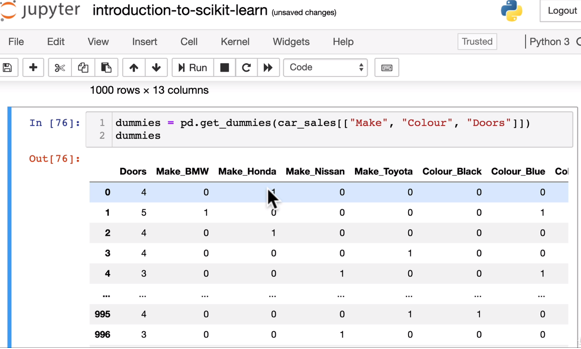 jupyter introduction-to-scikit-learn (unsaved changes) Logout
File Edit View Insert Cell Kernel Widgets Help Trusted Python 3
Run Code
1000 rows × 13 columns
In [76]: 1 dummies = pd.get_dummies(car_sales[["Make", "Colour", "Doors"]])
2 dummies
Out[76]:
Doors Make_BMW Make_Honda Make_Nissan Make_Toyota Colour_Black Colour_Blue Col
0 4 0 1 0 0 0 0
1 5 1 0 0 0 0 1
2 4 0 1 0 0 0 0
3 4 0 0 0 1 0 0
4 3 0 0 1 0 0 1
... ... ... ... ... ... ... ...
995 4 0 0 0 1 1 0
996 3 0 0 1 0 0 0